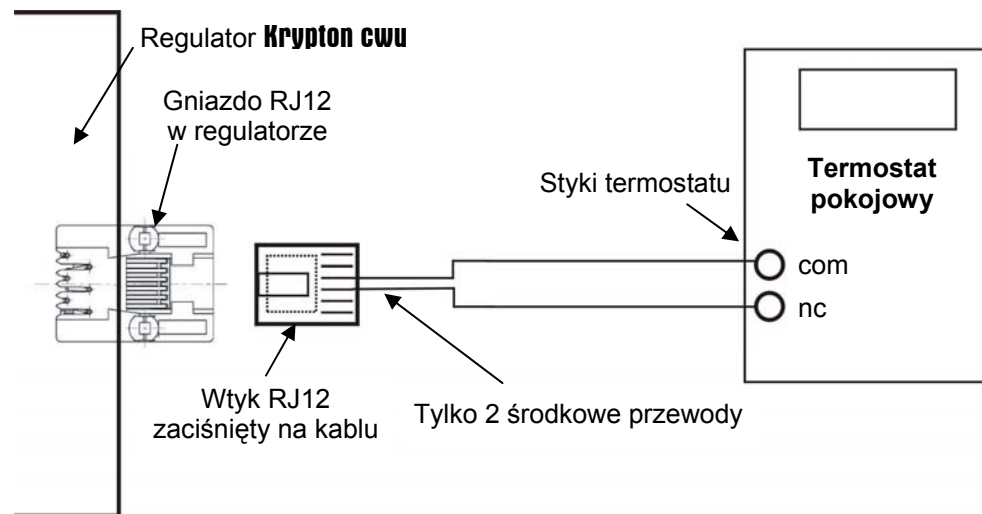 Regulator Krypton cwu
Gniazdo RJ12
w regulatorze
Termostat
pokojowy
Styki termostatu
com
nc
Wtyk RJ12
zaciśnięty na kablu
Tylko 2 środkowe przewody